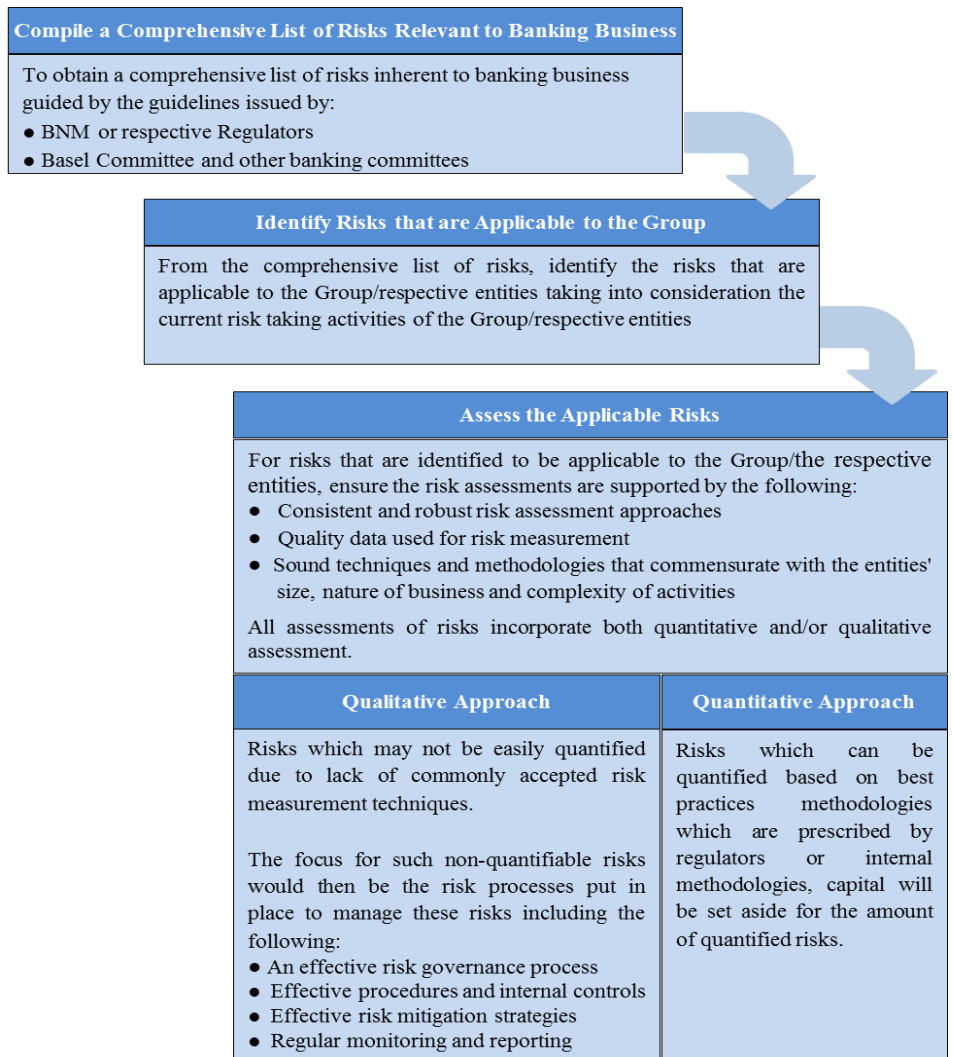 Compile a Comprehensive List of Risks Relevant to Banking Business
To obtain a comprehensive list of risks inherent to banking business
guided by the guidelines issued by:
● BNM or respective Regulators
● Basel Committee and other banking committees
Identify Risks that are Applicable to the Group
From the comprehensive list of risks, identify the risks that are
applicable to the Group/respective entities taking into consideration the
current risk taking activities of the Group/respective entities
Assess the Applicable Risks
For risks that are identified to be applicable to the Group/the respective
entities, ensure the risk assessments are supported by the following:
● Consistent and robust risk assessment approaches
● Quality data used for risk measurement
● Sound techniques and methodologies that commensurate with the entities'
size, nature of business and complexity of activities
All assessments of risks incorporate both quantitative and/or qualitative
assessment.
Qualitative Approach
Risks which may not be easily quantified
due to lack of commonly accepted risk
measurement techniques.
The focus for such non-quantifiable risks
would then be the risk processes put in
place to manage these risks including the
following:
● An effective risk governance process
● Effective procedures and internal controls
● Effective risk mitigation strategies
● Regular monitoring and reporting
Quantitative Approach
Risks which can be
quantified based on best
practices methodologies
which are prescribed by
regulators or internal
methodologies, capital will
be set aside for the amount
of quantified risks.